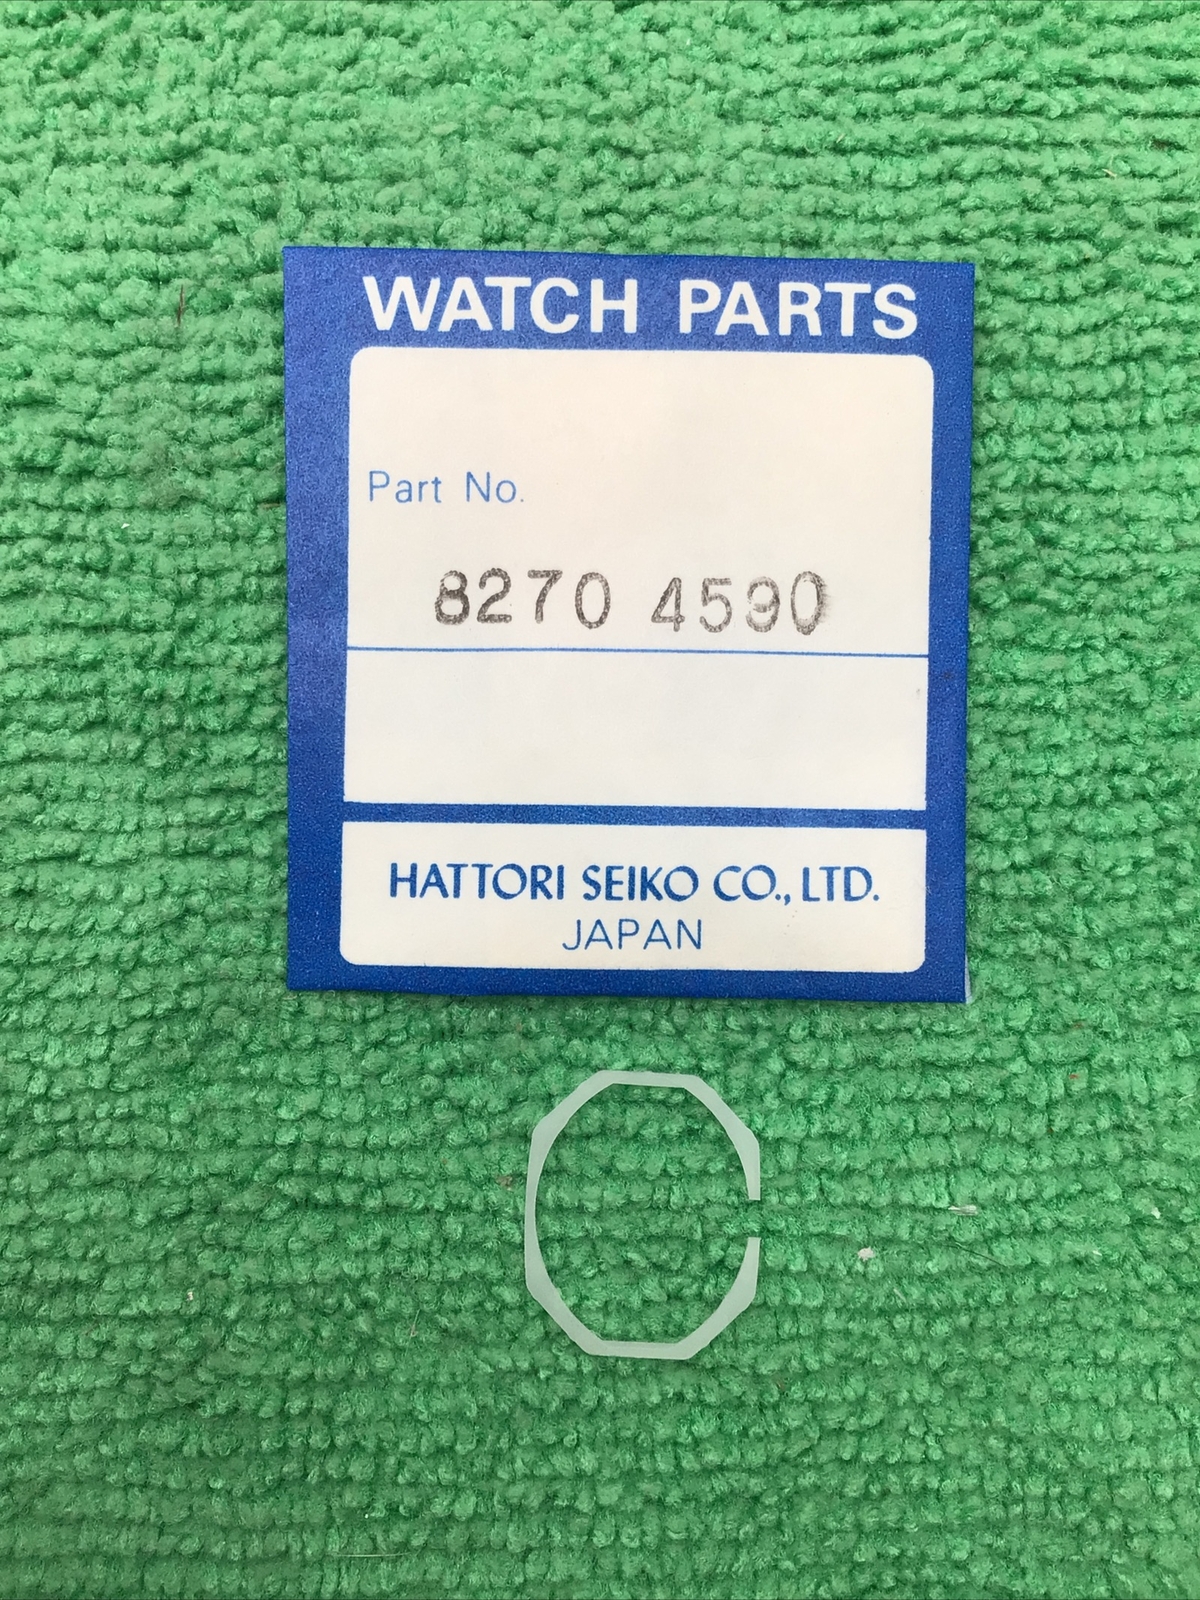 WATCH PARTS
Part No.
8270 4590
HATTORI SEIKO CO., LTD.
JAPAN